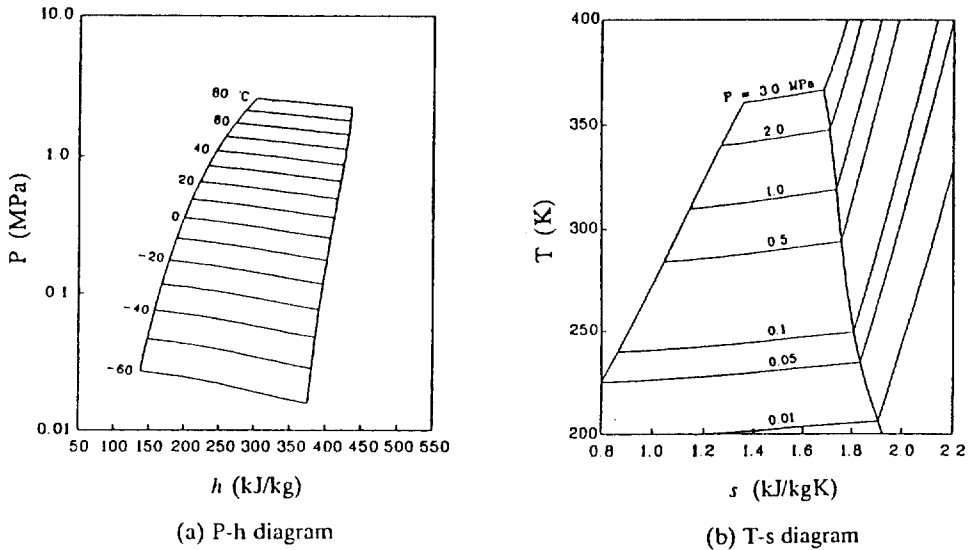 10.0
1.0
0.1
0.01
P (MPa)
80 °C
60
40
20
0
-20
-40
-60
50 100 150 200 250 300 350 400 450 500 550
h (kJ/kg)
(a) P-h diagram
400
350
300
250
200
T (K)
P = 3.0 MPa
2.0
1.0
0.5
0.1
0.05
0.01
0.8 1.0 1.2 1.4 1.6 1.8 2.0 2.2
s (kJ/kgK)
(b) T-s diagram